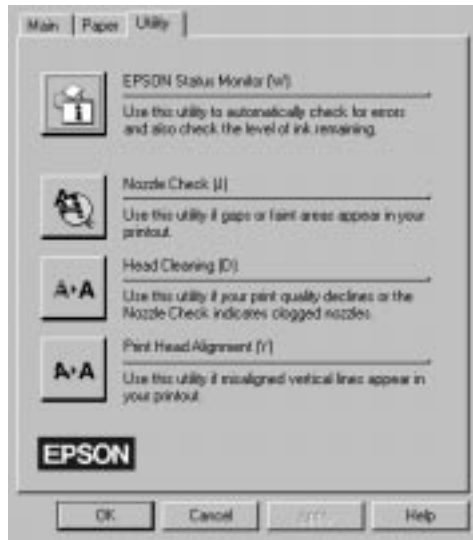 Main Paper Utility
EPSON Status Monitor (W)
Use this utility to automatically check for errors
and also check the level of ink remaining.
Nozzle Check (J)
Use this utility if gaps or faint areas appear in your
printout.
Head Cleaning (D)
Use this utility if your print quality declines or the
Nozzle Check indicates clogged nozzles.
Print Head Alignment (Y)
Use this utility if misaligned vertical lines appear in
your printout.
EPSON
OK Cancel Help